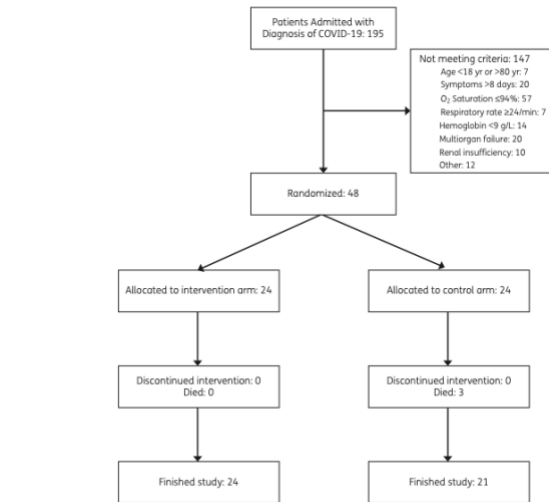 Patients Admitted with
Diagnosis of COVID-19: 195
Not meeting criteria: 147
Age <18 yr or >80 yr: 7
Symptoms >8 days: 20
O₂ Saturation ≤94%: 57
Respiratory rate ≥24/min: 7
Hemoglobin <9 g/L: 14
Multiorgan failure: 20
Renal insufficiency: 10
Other: 12
Randomized: 48
Allocated to intervention arm: 24
Allocated to control arm: 24
Discontinued intervention: 0
Died: 0
Discontinued intervention: 0
Died: 3
Finished study: 24
Finished study: 21